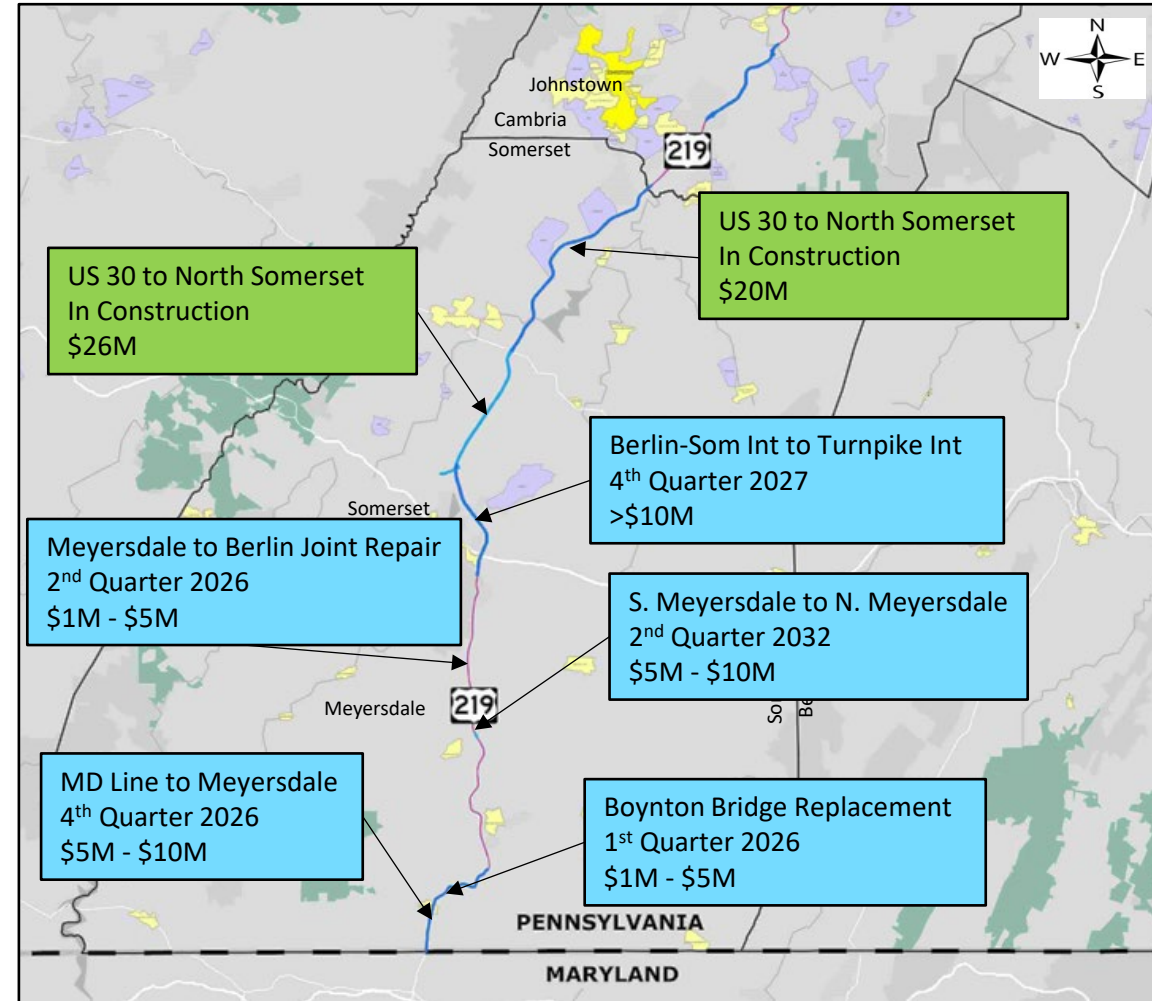 N
W E
S
Johnstown
Cambria
Somerset
219
US 30 to North Somerset
In Construction
$20M
US 30 to North Somerset
In Construction
$26M
Berlin-Som Int to Turnpike Int
4th Quarter 2027
>$10M
Somerset
Meyersdale to Berlin Joint Repair
2nd Quarter 2026
$1M - $5M
S. Meyersdale to N. Meyersdale
2nd Quarter 2032
$5M - $10M
Meyersdale
219
So
Be
MD Line to Meyersdale
4th Quarter 2026
$5M - $10M
Boynton Bridge Replacement
1st Quarter 2026
$1M - $5M
PENNSYLVANIA
MARYLAND